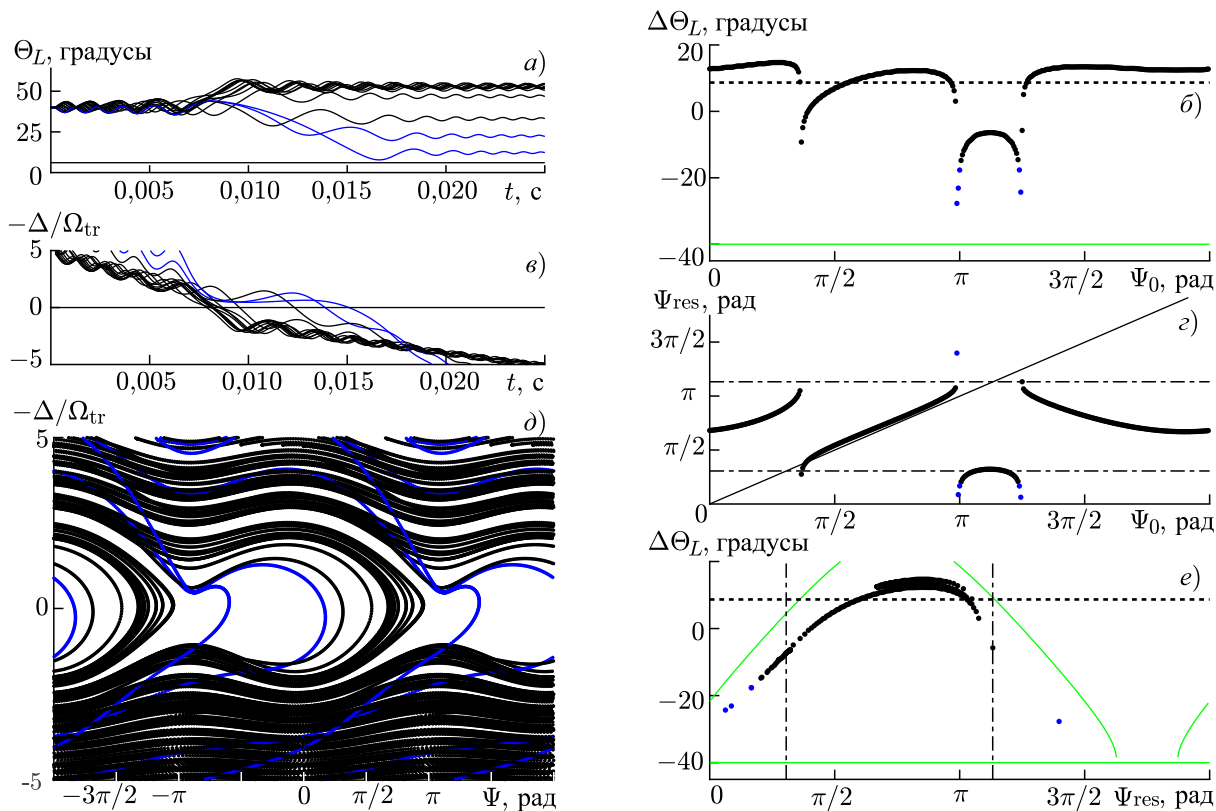 Θ_L, градусы
а)
50
25
0
0,005 0,010 0,015 0,020 t, с
−Δ/Ω_tr
в)
5
0
−5
0,005 0,010 0,015 0,020 t, с
−Δ/Ω_tr
д)
5
0
-5
−3π/2 −π 0 π/2 π Ψ, рад
ΔΘ_L, градусы
б)
20
0
−20
−40
0 π/2 π 3π/2 Ψ_0, рад
Ψ_res, рад
г)
3π/2
π
π/2
0
π/2 π 3π/2 Ψ_0, рад
ΔΘ_L, градусы
е)
0
−20
−40
0 π/2 π 3π/2 Ψ_res, рад